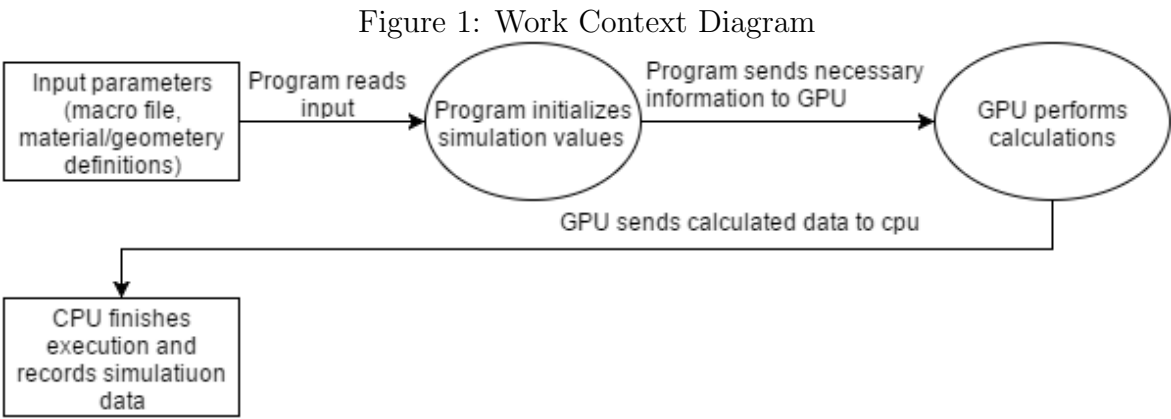 Figure 1: Work Context Diagram
Input parameters
(macro file,
material/geometery
definitions)
Program reads
input
Program initializes
simulation values
Program sends necessary
information to GPU
GPU performs
calculations
GPU sends calculated data to cpu
CPU finishes
execution and
records simulatiuon
data